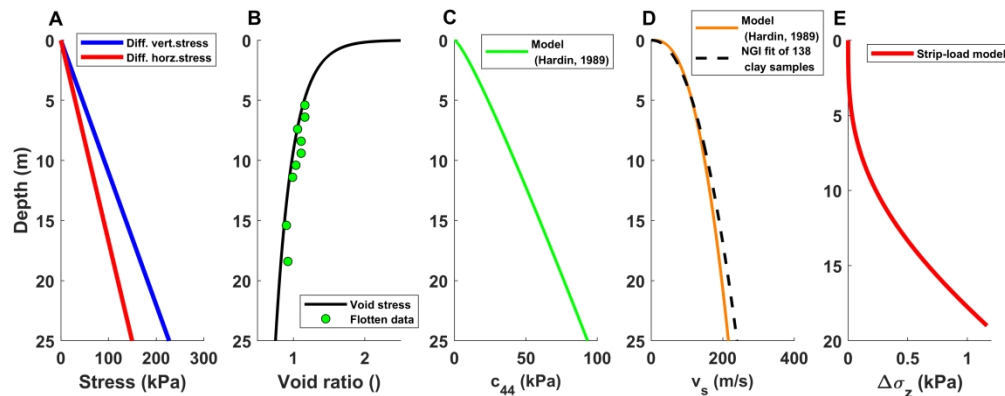 A
B
C
D
E
Diff. vert.stress
Diff. horz.stress
Model
(Hardin, 1989)
Model
(Hardin, 1989)
NGI fit of 138
clay samples
Strip-load model
Void stress
Flotten data
Depth (m)
0
5
10
15
20
25
0 100 200 300
Stress (kPa)
0
5
10
15
20
25
1 2
Void ratio ()
0
5
10
15
20
25
0 50 100
c44 (kPa)
0
5
10
15
20
25
0 200 400
vs (m/s)
0
5
10
15
20
0 0.5 1
Δσz (kPa)